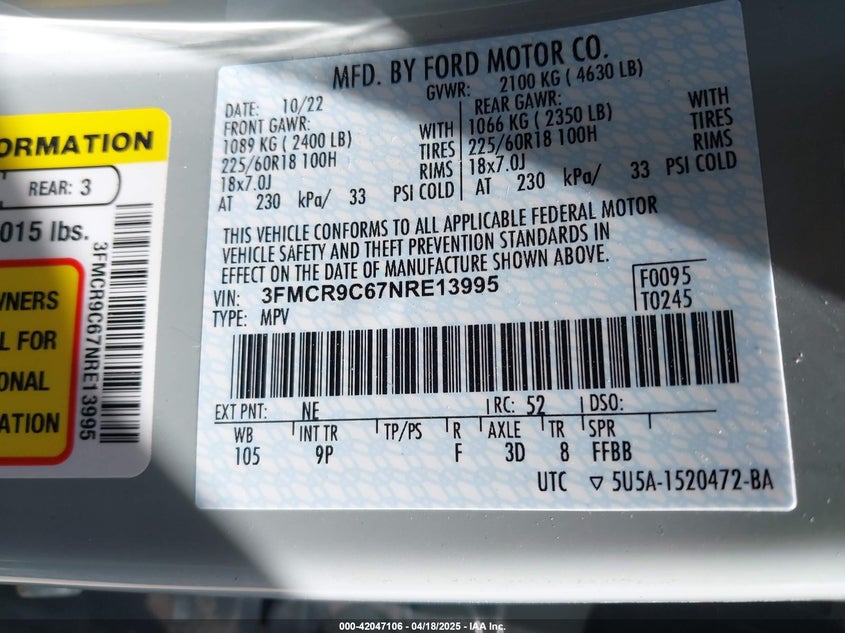 ORMATION
REAR: 3
015 lbs.
WNERS
L FOR
ONAL
ATION
3FMCR9C67NRE13995
MFD. BY FORD MOTOR CO.
GVWR: 2100 KG ( 4630 LB)
DATE: 10/22
FRONT GAWR:
1089 KG ( 2400 LB) WITH
225/60R18 100H TIRES
18x7.0J RIMS
AT 230 kPa/ 33 PSI COLD
REAR GAWR:
1066 KG ( 2350 LB) WITH
225/60R18 100H TIRES
18x7.0J RIMS
AT 230 kPa/ 33 PSI COLD
THIS VEHICLE CONFORMS TO ALL APPLICABLE FEDERAL MOTOR
VEHICLE SAFETY AND THEFT PREVENTION STANDARDS IN
EFFECT ON THE DATE OF MANUFACTURE SHOWN ABOVE.
VIN: 3FMCR9C67NRE13995
TYPE: MPV
F0095
T0245
EXT PNT: NE RC: 52 DSO:
WB INT TR TP/PS R AXLE TR SPR
105 9P F 3D 8 FFBB
UTC ▽ 5U5A-1520472-BA
000-42047106 - 04/18/2025 - IAA Inc.